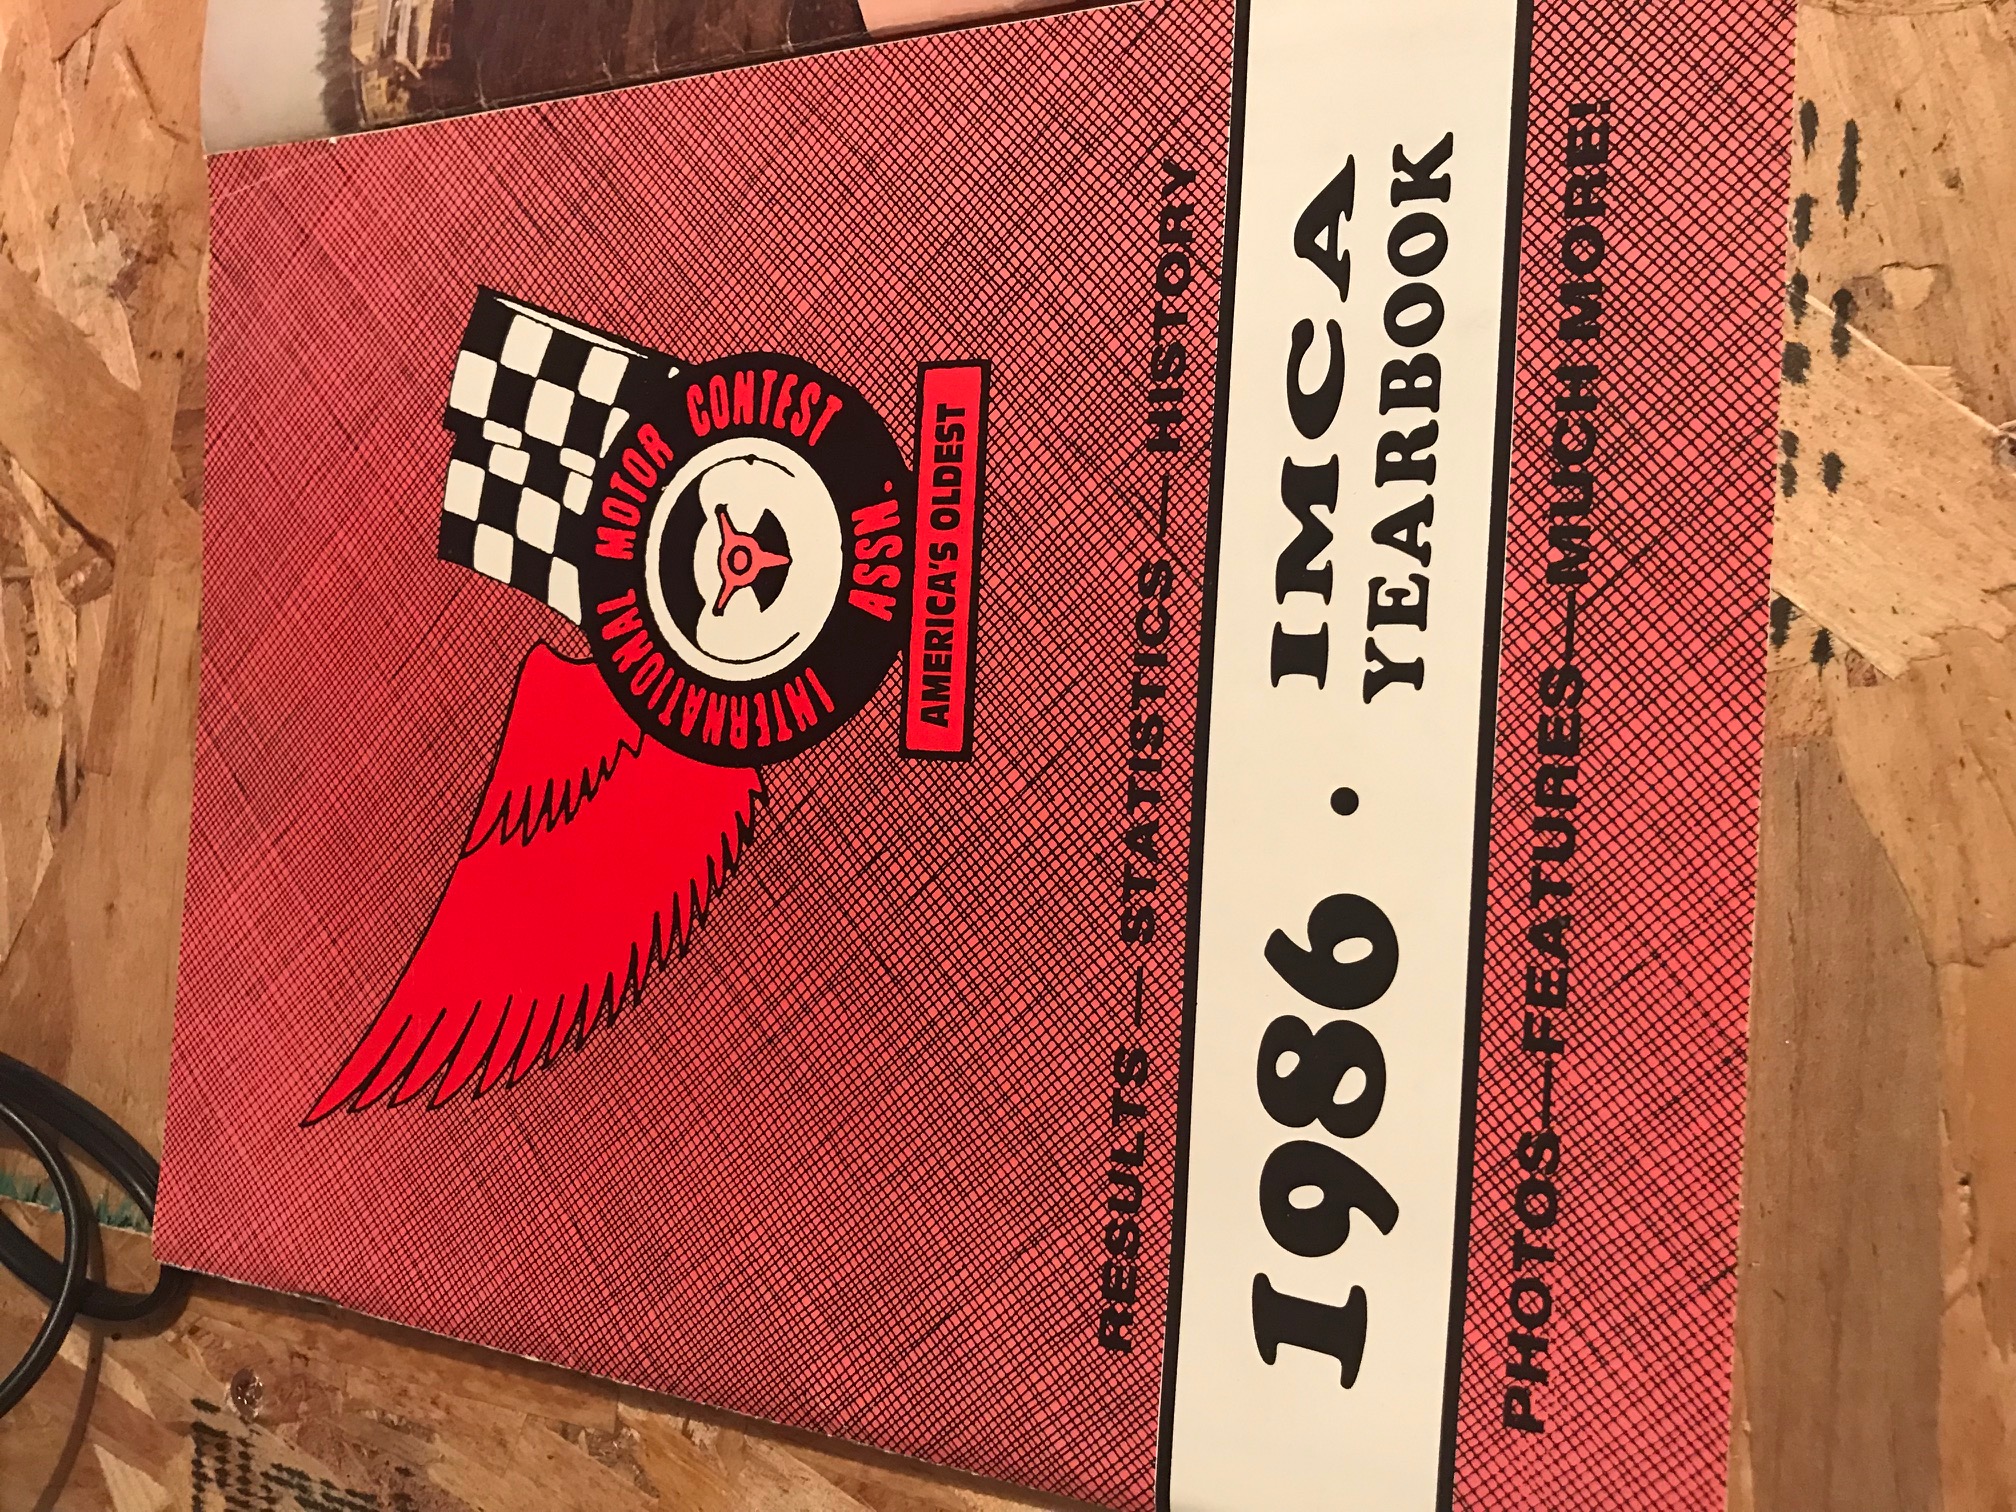 INTERNATIONAL MOTOR CONTEST
ASSN.
AMERICA'S OLDEST
RESULTS — STATISTICS — HISTORY
1986 • IMCA
YEARBOOK
PHOTOS—FEATURES—MUCH MORE!